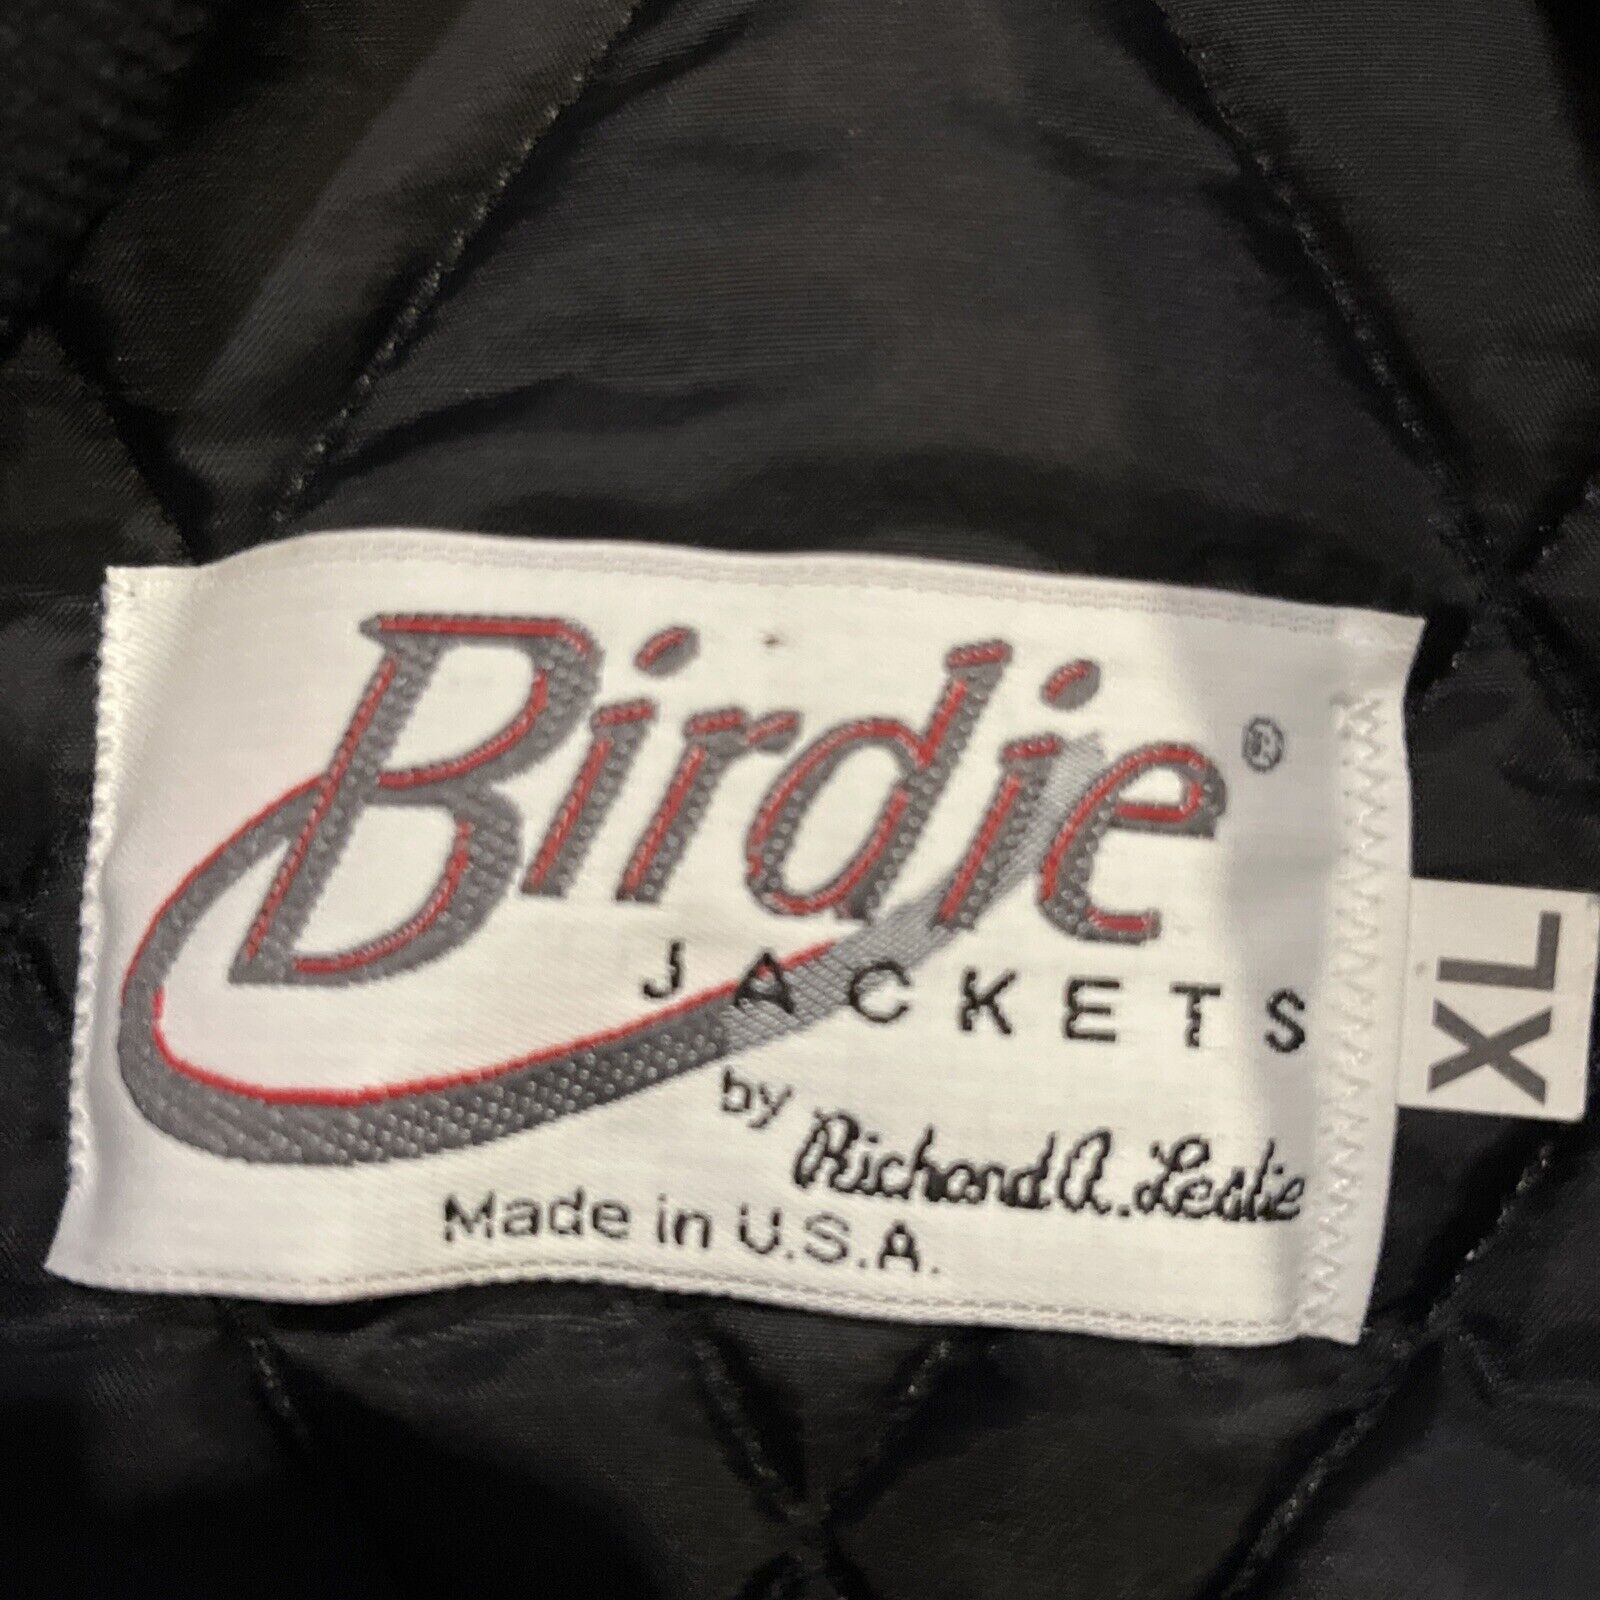 Birdie®
JACKETS
by Richard A. Leslie
Made in U.S.A.
XL